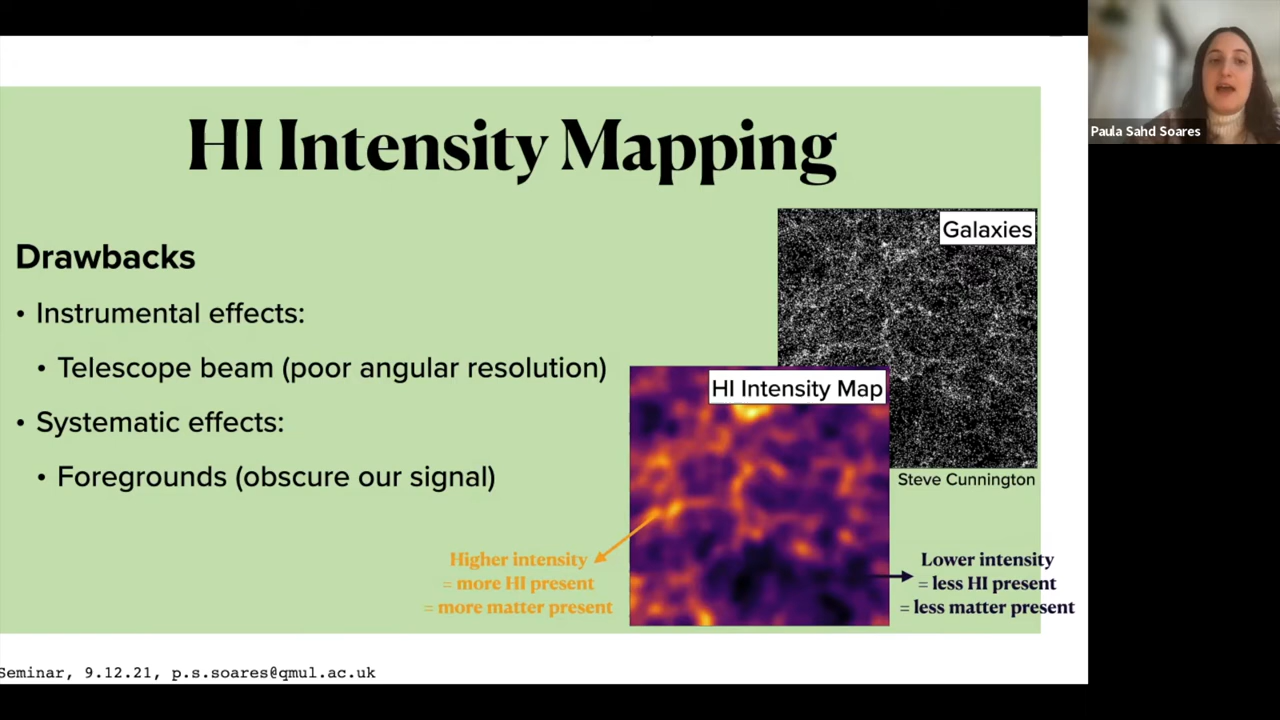 HI Intensity Mapping
Paula Sahd Soares
Galaxies
Drawbacks
• Instrumental effects:
• Telescope beam (poor angular resolution)
• Systematic effects:
• Foregrounds (obscure our signal)
HI Intensity Map
Steve Cunnington
Higher intensity
= more HI present
= more matter present
Lower intensity
= less HI present
= less matter present
Seminar, 9.12.21, p.s.soares@qmul.ac.uk